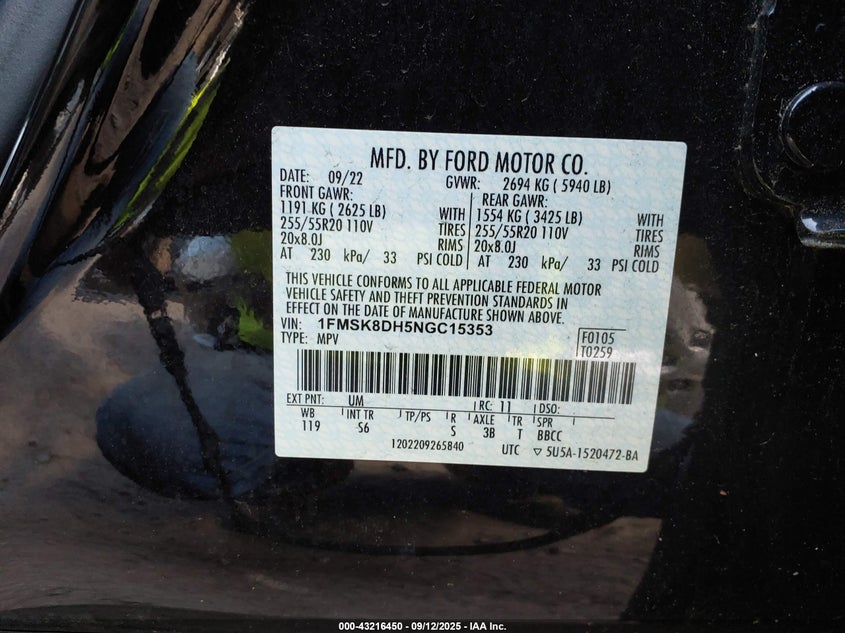 MFD. BY FORD MOTOR CO.
DATE: 09/22 GVWR: 2694 KG ( 5940 LB)
FRONT GAWR: REAR GAWR:
1191 KG ( 2625 LB) WITH 1554 KG ( 3425 LB) WITH
255/55R20 110V TIRES 255/55R20 110V TIRES
20x8.0J RIMS 20x8.0J RIMS
AT 230 kPa/ 33 PSI COLD AT 230 kPa/ 33 PSI COLD
THIS VEHICLE CONFORMS TO ALL APPLICABLE FEDERAL MOTOR
VEHICLE SAFETY AND THEFT PREVENTION STANDARDS IN
EFFECT ON THE DATE OF MANUFACTURE SHOWN ABOVE.
VIN: 1FMSK8DH5NGC15353
TYPE: MPV
F0105
T0259
EXT PNT: UM RC: 11 DSO:
WB INT TR TP/PS R AXLE TR SPR
119 S6 S 3B T BBCC
1202209265840 UTC ▽ 5U5A-1520472-BA
000-43216450 - 09/12/2025 - IAA Inc.